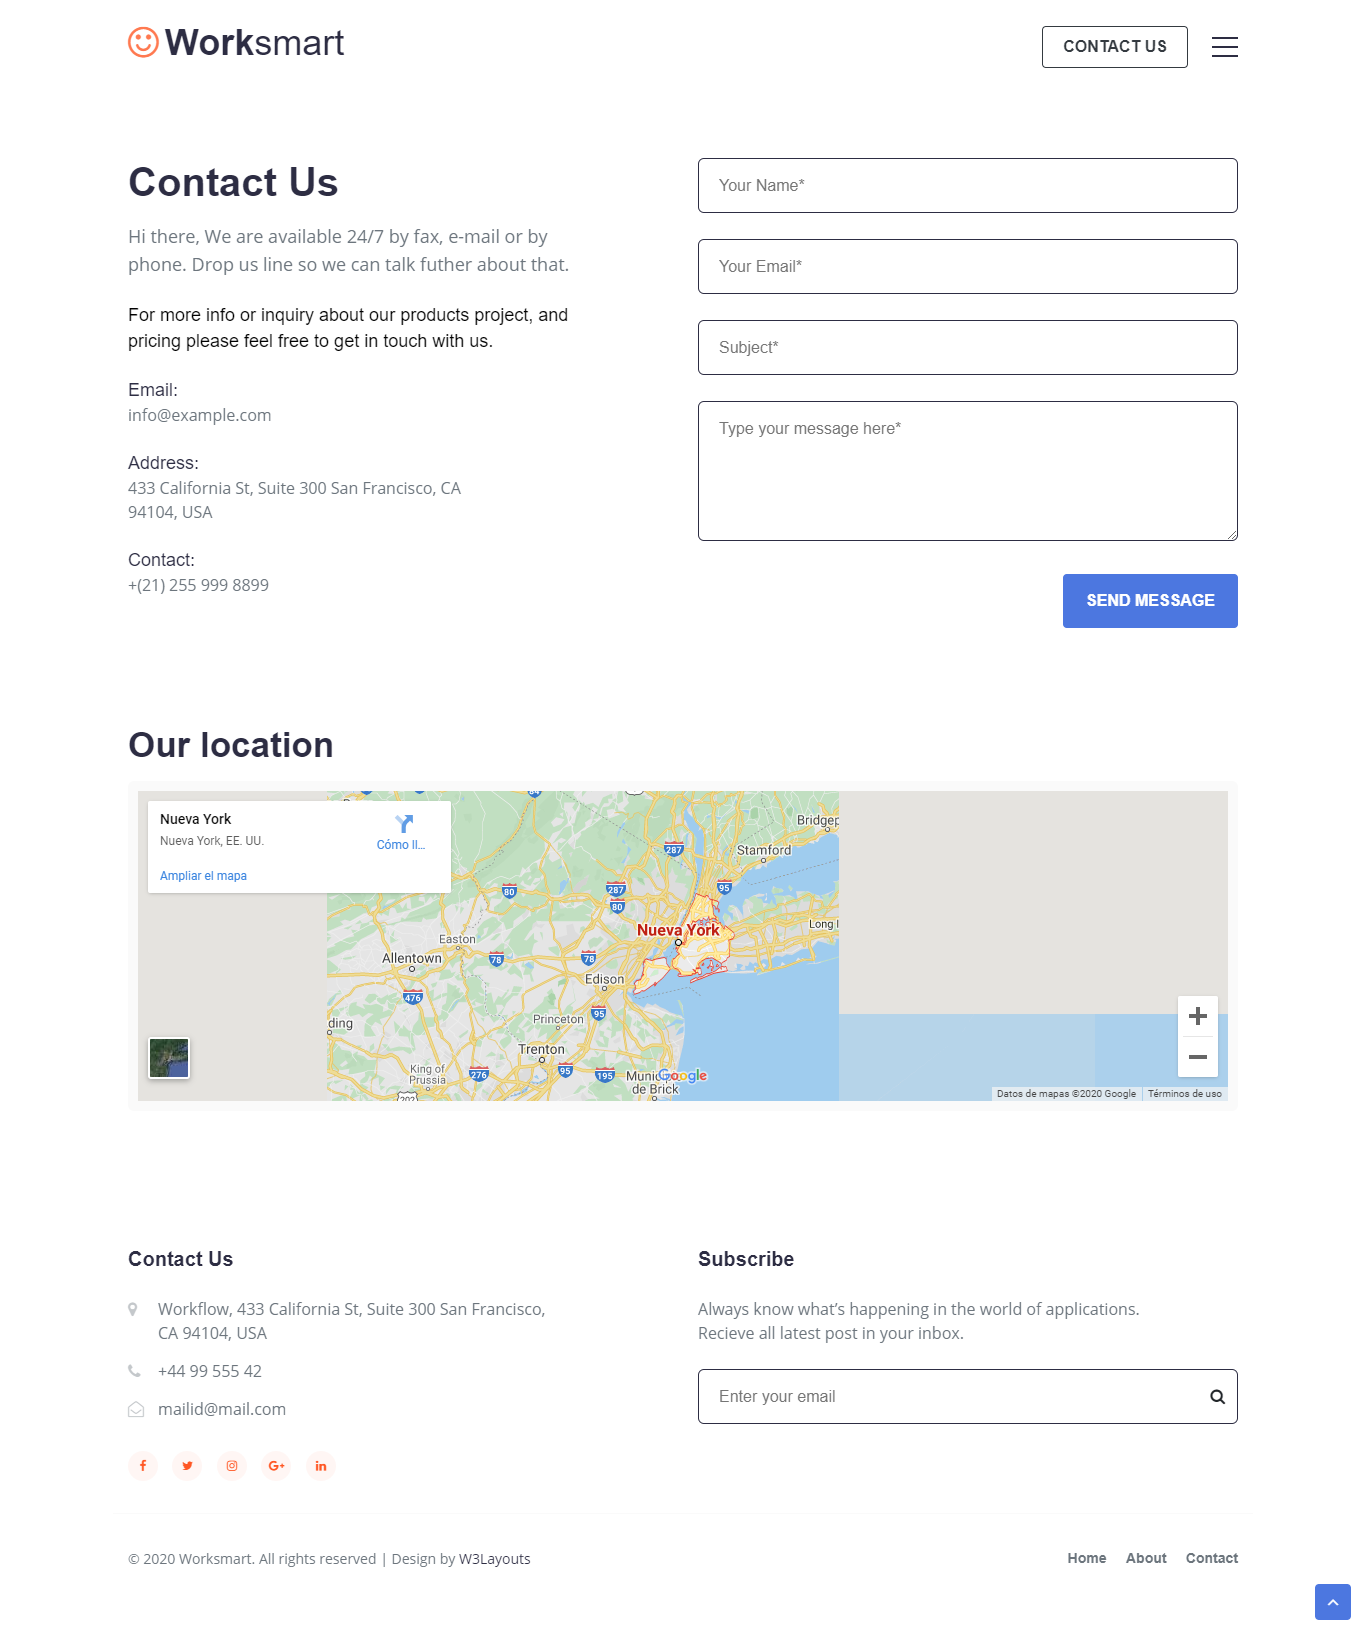 Worksmart
CONTACT US
Contact Us
Hi there, We are available 24/7 by fax, e-mail or by
phone. Drop us line so we can talk futher about that.
For more info or inquiry about our products project, and
pricing please feel free to get in touch with us.
Email:
info@example.com
Address:
433 California St, Suite 300 San Francisco, CA
94104, USA
Contact:
+(21) 255 999 8899
Your Name*
Your Email*
Subject*
Type your message here*
SEND MESSAGE
Our location
Nueva York
Nueva York, EE. UU.
Cómo ll...
Ampliar el mapa
84
287
Bridgep
Stamford
95
80
287
80
Nueva York
Long I
Easton
Allentown
78
78
Edison
476
95
ding
Princeton
Trenton
King of
Prussia
276
95
195
Munic
de Brick
Google
202
Datos de mapas ©2020 Google
Términos de uso
Contact Us
Workflow, 433 California St, Suite 300 San Francisco,
CA 94104, USA
+44 99 555 42
mailid@mail.com
Subscribe
Always know what’s happening in the world of applications.
Recieve all latest post in your inbox.
Enter your email
© 2020 Worksmart. All rights reserved | Design by W3Layouts
Home
About
Contact